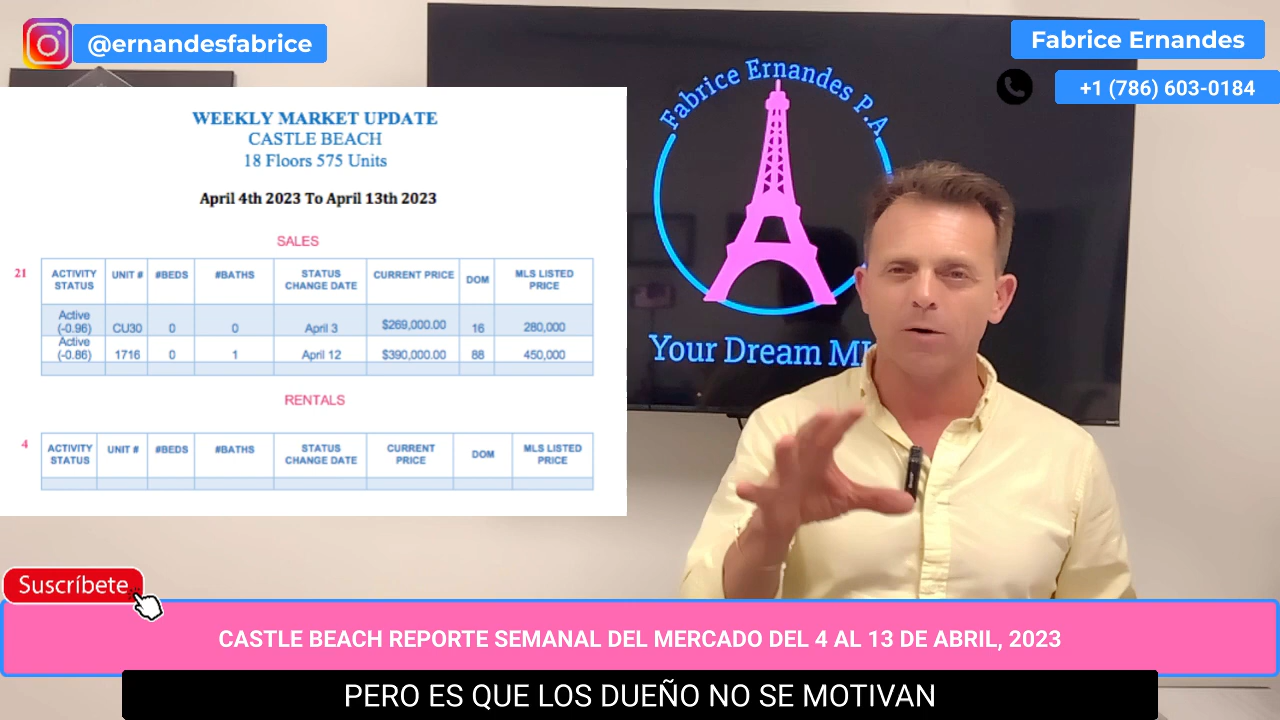 @ernandesfabrice
Fabrice Ernandes
+1 (786) 603-0184
WEEKLY MARKET UPDATE
CASTLE BEACH
18 Floors 575 Units
April 4th 2023 To April 13th 2023
SALES
21
ACTIVITY STATUS UNIT # #BEDS #BATHS STATUS CHANGE DATE CURRENT PRICE DOM MLS LISTED PRICE
Active (-0.96) CU30 0 0 April 3 $269,000.00 16 280,000
Active (-0.86) 1716 0 1 April 12 $390,000.00 88 450,000
RENTALS
4
ACTIVITY STATUS UNIT # #BEDS #BATHS STATUS CHANGE DATE CURRENT PRICE DOM MLS LISTED PRICE
Fabrice Ernandes P.A
Your Dream MI
Suscríbete
CASTLE BEACH REPORTE SEMANAL DEL MERCADO DEL 4 AL 13 DE ABRIL, 2023
PERO ES QUE LOS DUEÑO NO SE MOTIVAN